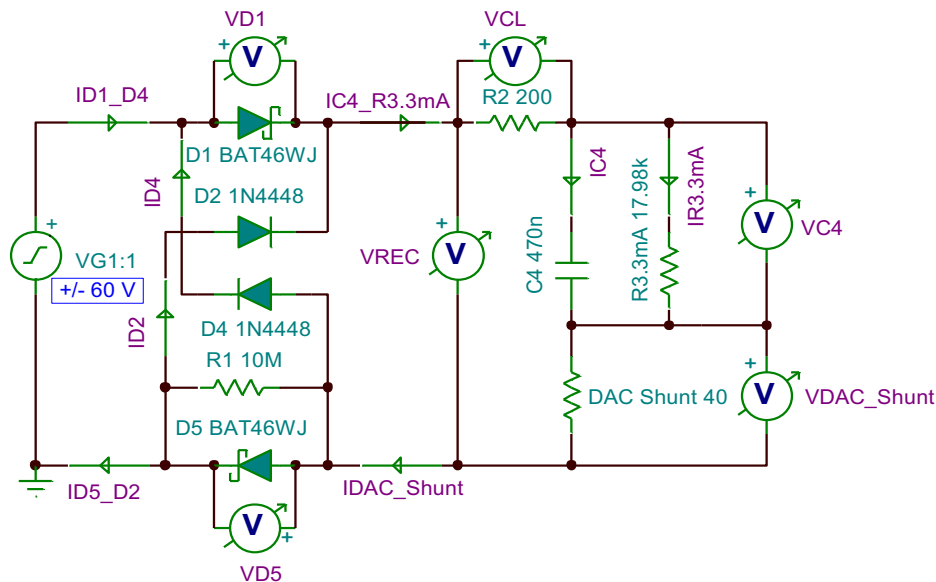 VD1
+
V
VCL
+
V
ID1_D4
IC4_R3.3mA
R2 200
D1 BAT46WJ
ID4
D2 1N4448
IC4
IR3.3mA
R3.3mA 17.98k
+
V
VC4
+
VG1:1
+/- 60 V
VREC
+
V
C4 470n
ID2
D4 1N4448
R1 10M
DAC Shunt 40
+
V
VDAC_Shunt
D5 BAT46WJ
ID5_D2
IDAC_Shunt
V
+
VD5